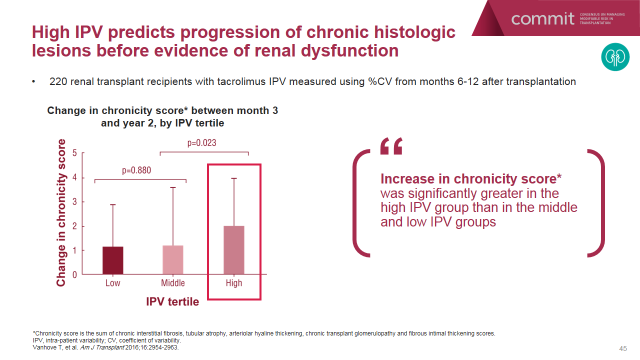 commit
CONSENSUS ON MANAGING
MODIFIABLE RISK IN
TRANSPLANTATION
High IPV predicts progression of chronic histologic
lesions before evidence of renal dysfunction
• 220 renal transplant recipients with tacrolimus IPV measured using %CV from months 6-12 after transplantation
Change in chronicity score* between month 3
and year 2, by IPV tertile
p=0.023
p=0.880
Change in chronicity score
5
4
3
2
1
0
Low Middle High
IPV tertile
“
Increase in chronicity score*
was significantly greater in the
high IPV group than in the middle
and low IPV groups
*Chronicity score is the sum of chronic interstitial fibrosis, tubular atrophy, arteriolar hyaline thickening, chronic transplant glomerulopathy and fibrous intimal thickening scores.
IPV, intra-patient variability; CV, coefficient of variability.
Vanhove T, et al. Am J Transplant 2016;16:2954-2963.
45